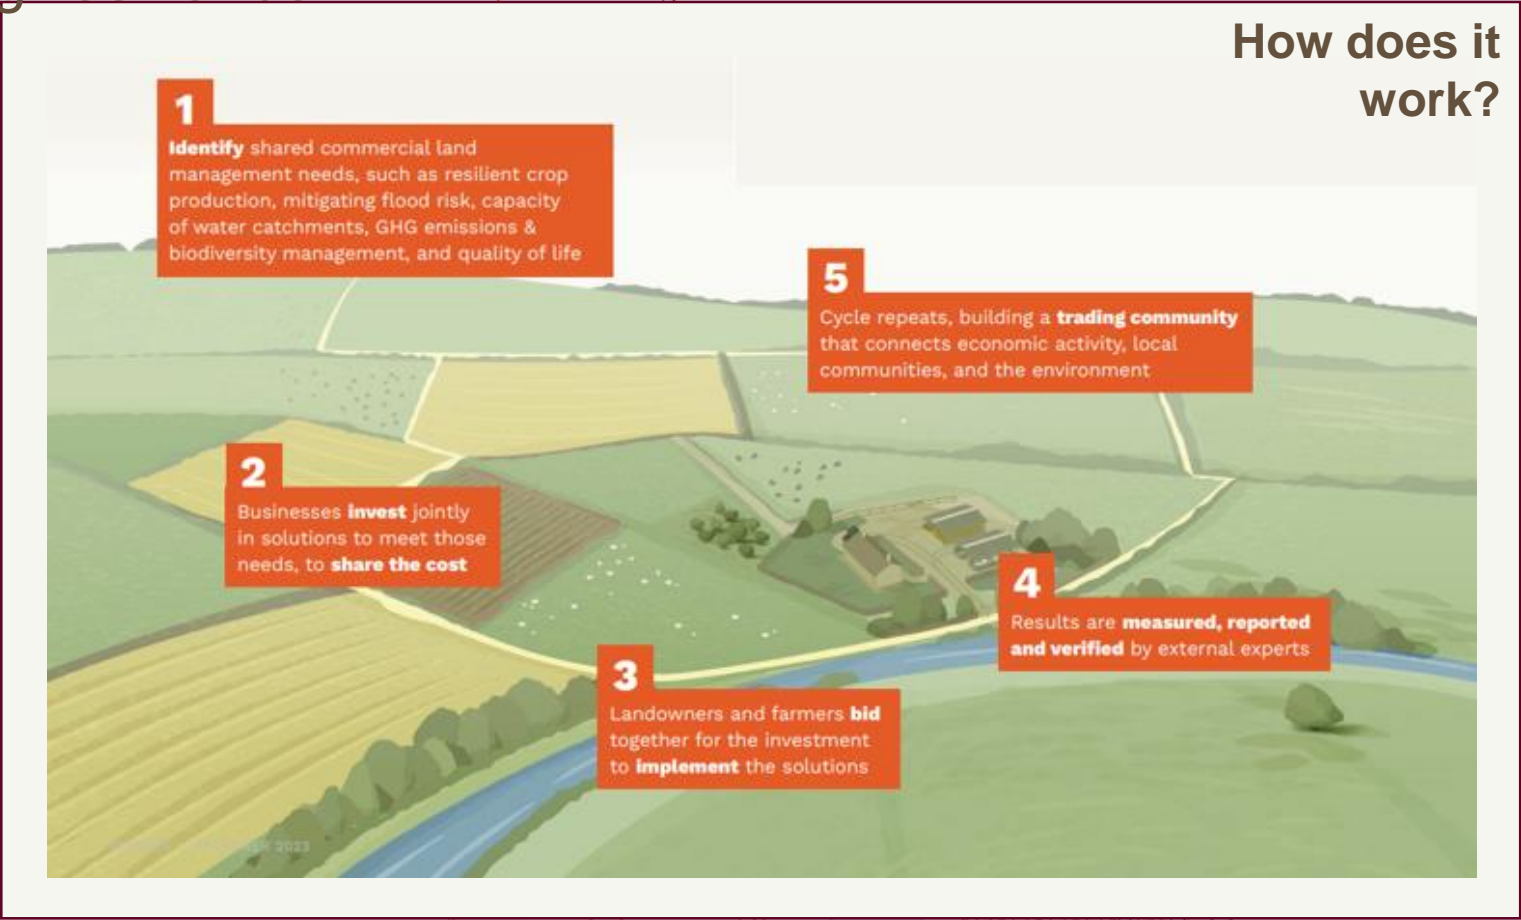 How does it
work?
1
Identify shared commercial land
management needs, such as resilient crop
production, mitigating flood risk, capacity
of water catchments, GHG emissions &
biodiversity management, and quality of life
2
Businesses invest jointly
in solutions to meet those
needs, to share the cost
3
Landowners and farmers bid
together for the investment
to implement the solutions
4
Results are measured, reported
and verified by external experts
5
Cycle repeats, building a trading community
that connects economic activity, local
communities, and the environment
2023